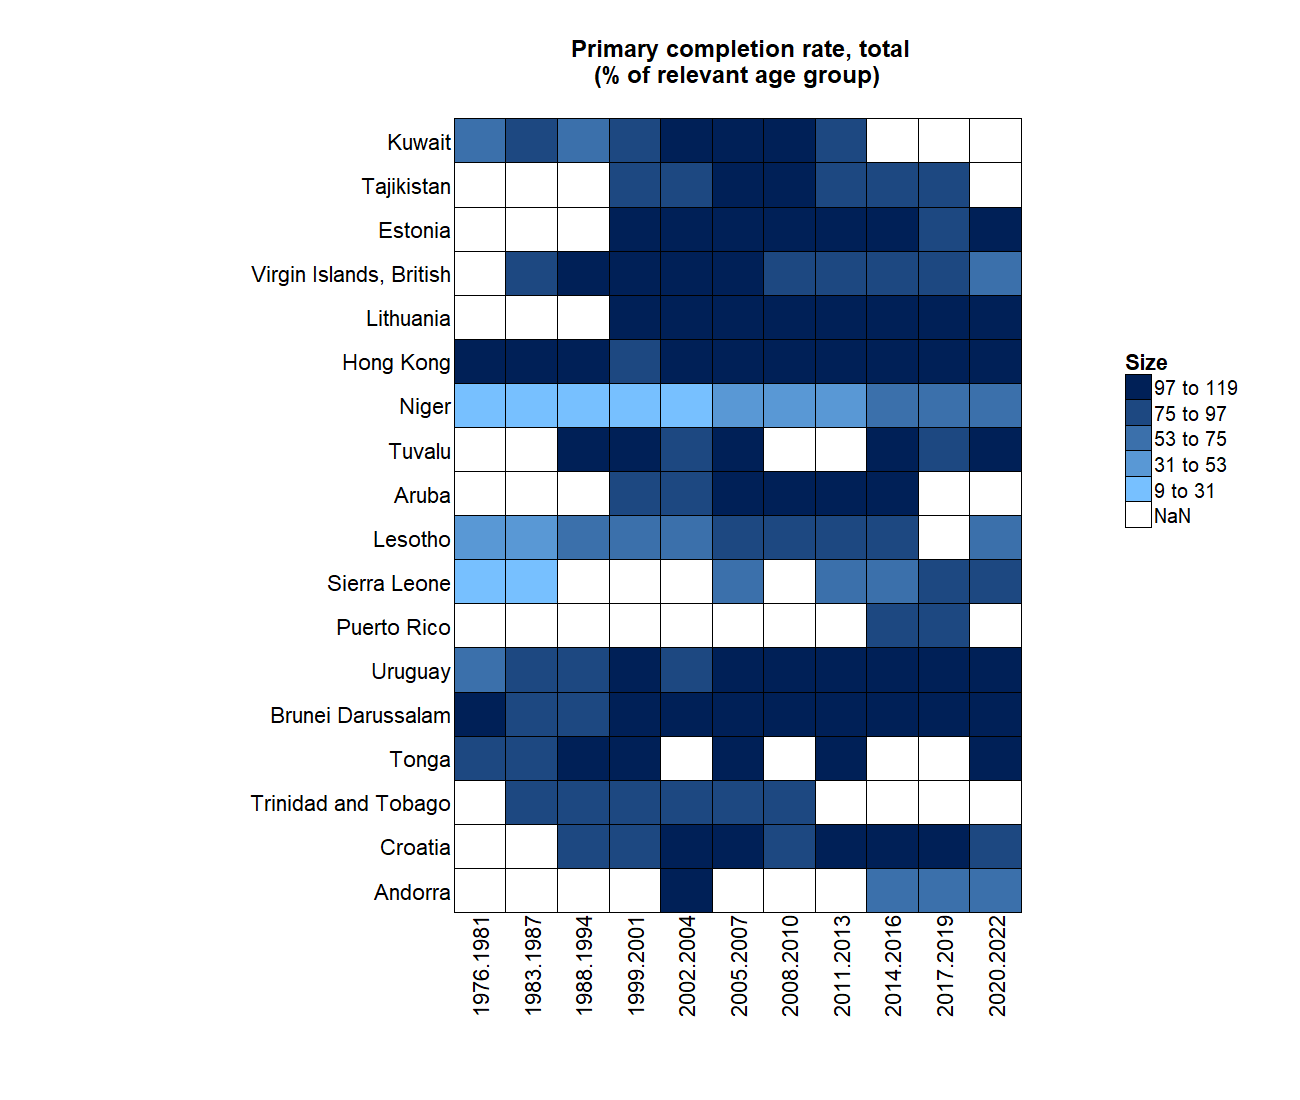 Primary completion rate, total
(% of relevant age group)
Kuwait
Tajikistan
Estonia
Virgin Islands, British
Lithuania
Hong Kong
Niger
Tuvalu
Aruba
Lesotho
Sierra Leone
Puerto Rico
Uruguay
Brunei Darussalam
Tonga
Trinidad and Tobago
Croatia
Andorra
1976.1981
1983.1987
1988.1994
1999.2001
2002.2004
2005.2007
2008.2010
2011.2013
2014.2016
2017.2019
2020.2022
Size
97 to 119
75 to 97
53 to 75
31 to 53
9 to 31
NaN